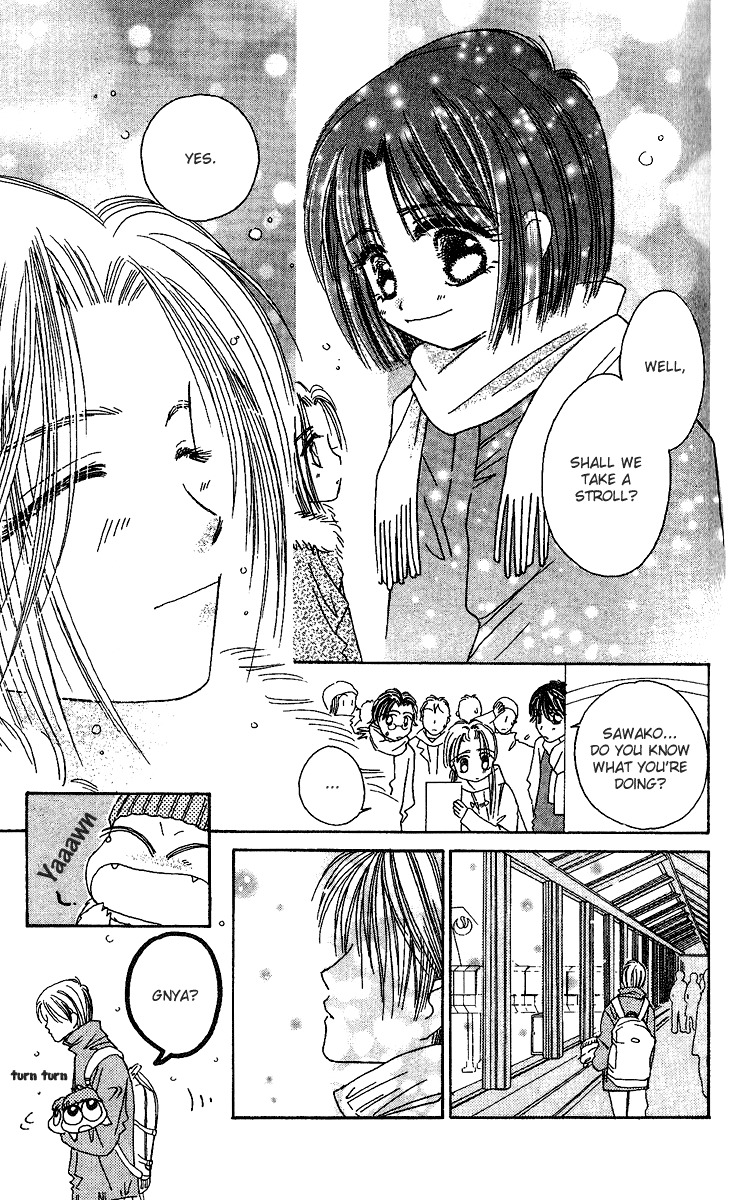 WELL,
SHALL WE
TAKE A
STROLL?
YES.
SAWAKO...
DO YOU KNOW
WHAT YOU'RE
DOING?
...
Yaaawn
GNYA?
turn turn